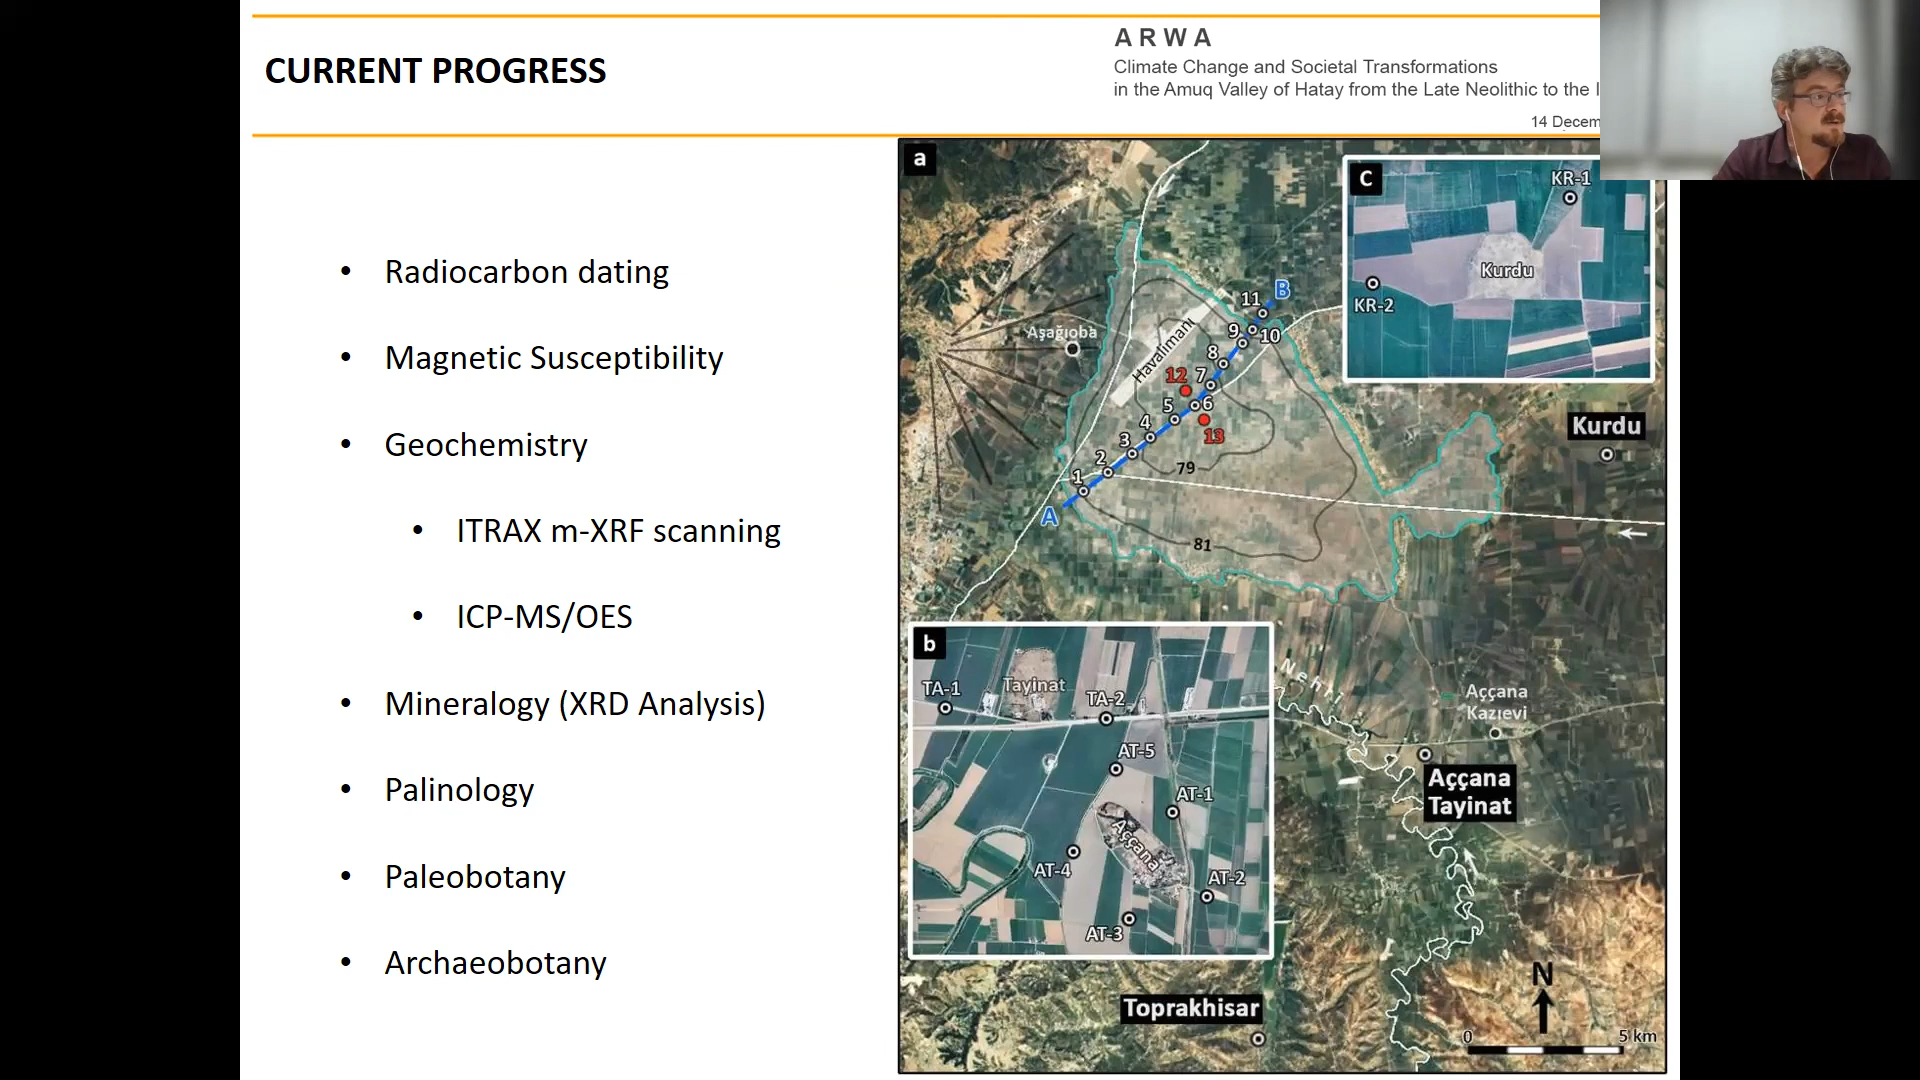 CURRENT PROGRESS
ARWA
Climate Change and Societal Transformations
in the Amuq Valley of Hatay from the Late Neolithic to the
14 Decem
• Radiocarbon dating
• Magnetic Susceptibility
• Geochemistry
• ITRAX m-XRF scanning
• ICP-MS/OES
• Mineralogy (XRD Analysis)
• Palinology
• Paleobotany
• Archaeobotany
a
Aşağıoba
Havalimanı
B
11
10
9
8
7
12
6
5
13
4
3
2
1
A
79
81
c
KR-1
Kurdu
KR-2
Kurdu
b
TA-1
Tayinat
TA-2
AT-5
AT-1
Aççana
AT-4
AT-2
AT-3
Nehri
Aççana
Kazıevi
Aççana
Tayinat
Toprakhisar
N
0
5 km